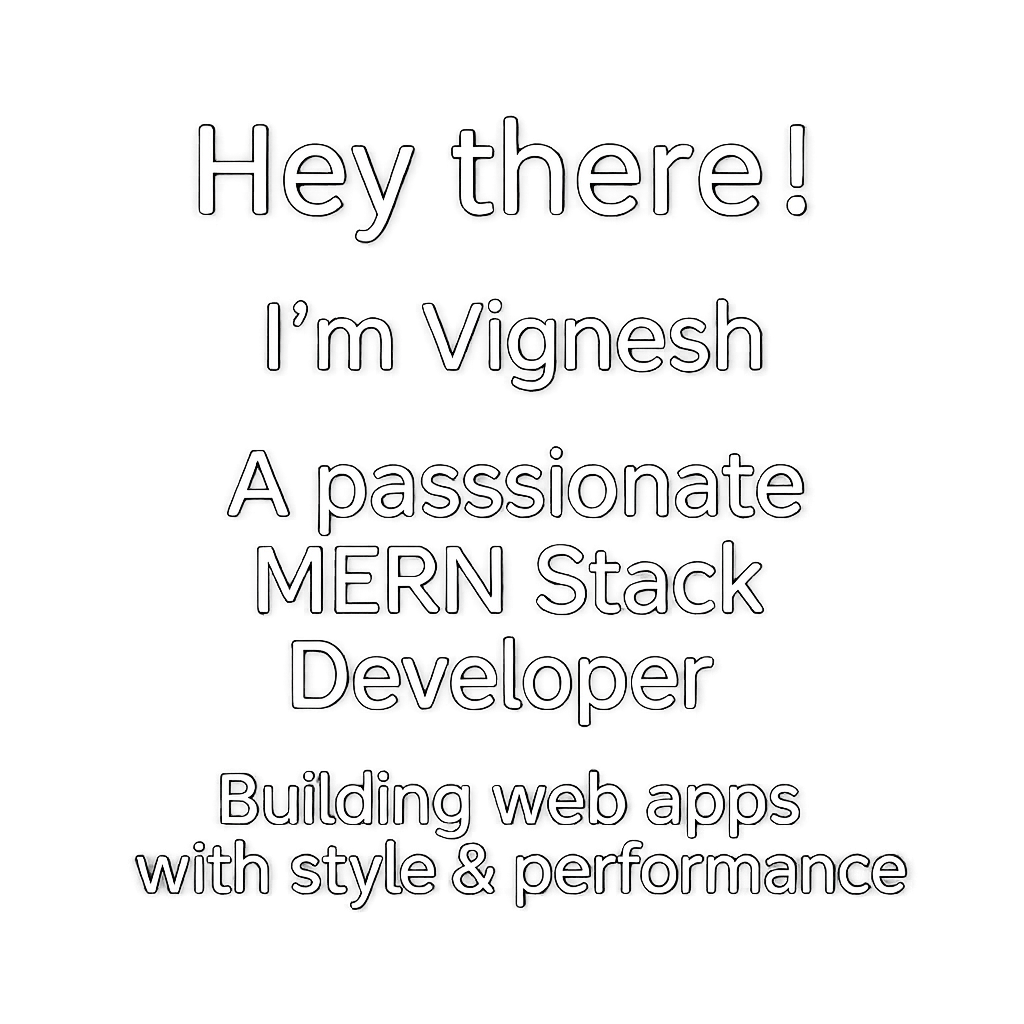 Hey there!
I’m Vignesh
A passsionate
MERN Stack
Developer
Building web apps
with style & performance